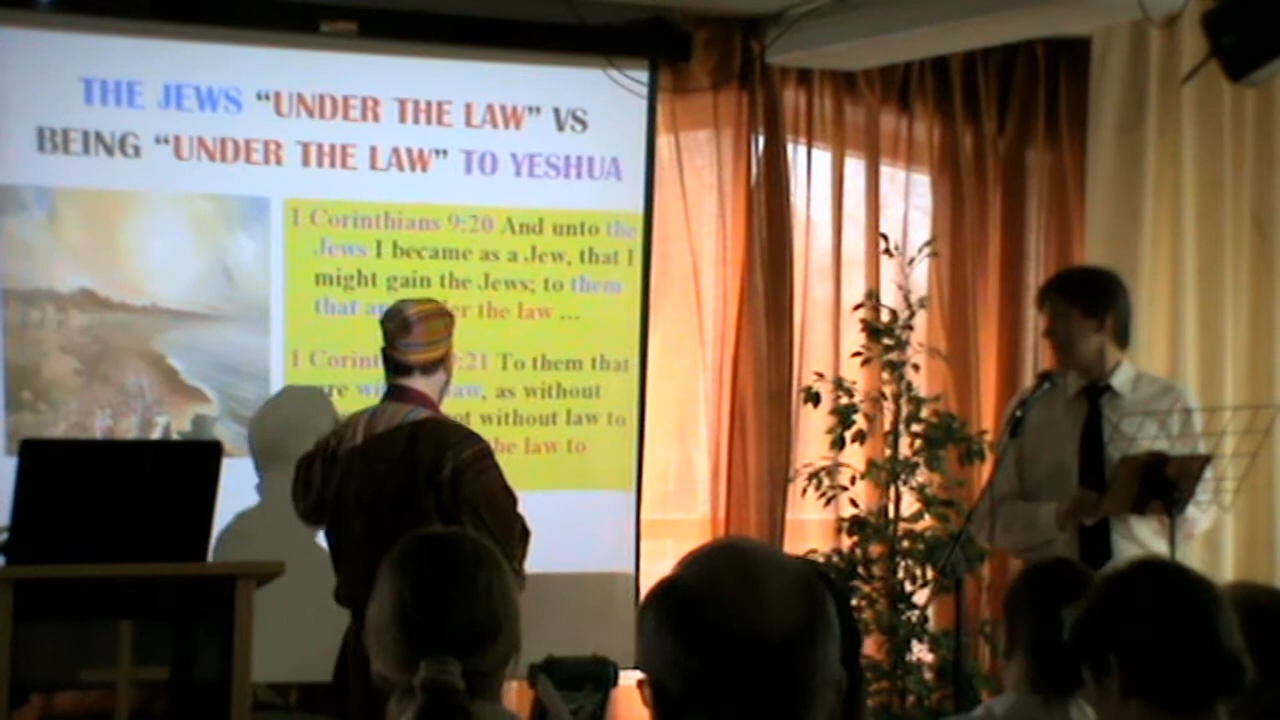 THE JEWS “UNDER THE LAW” VS
BEING “UNDER THE LAW” TO YESHUA
1 Corinthians 9:20 And unto the
Jews I became as a Jew, that I
might gain the Jews; to them
that the law ...
1 :21 To them that
as without
without law to
law to